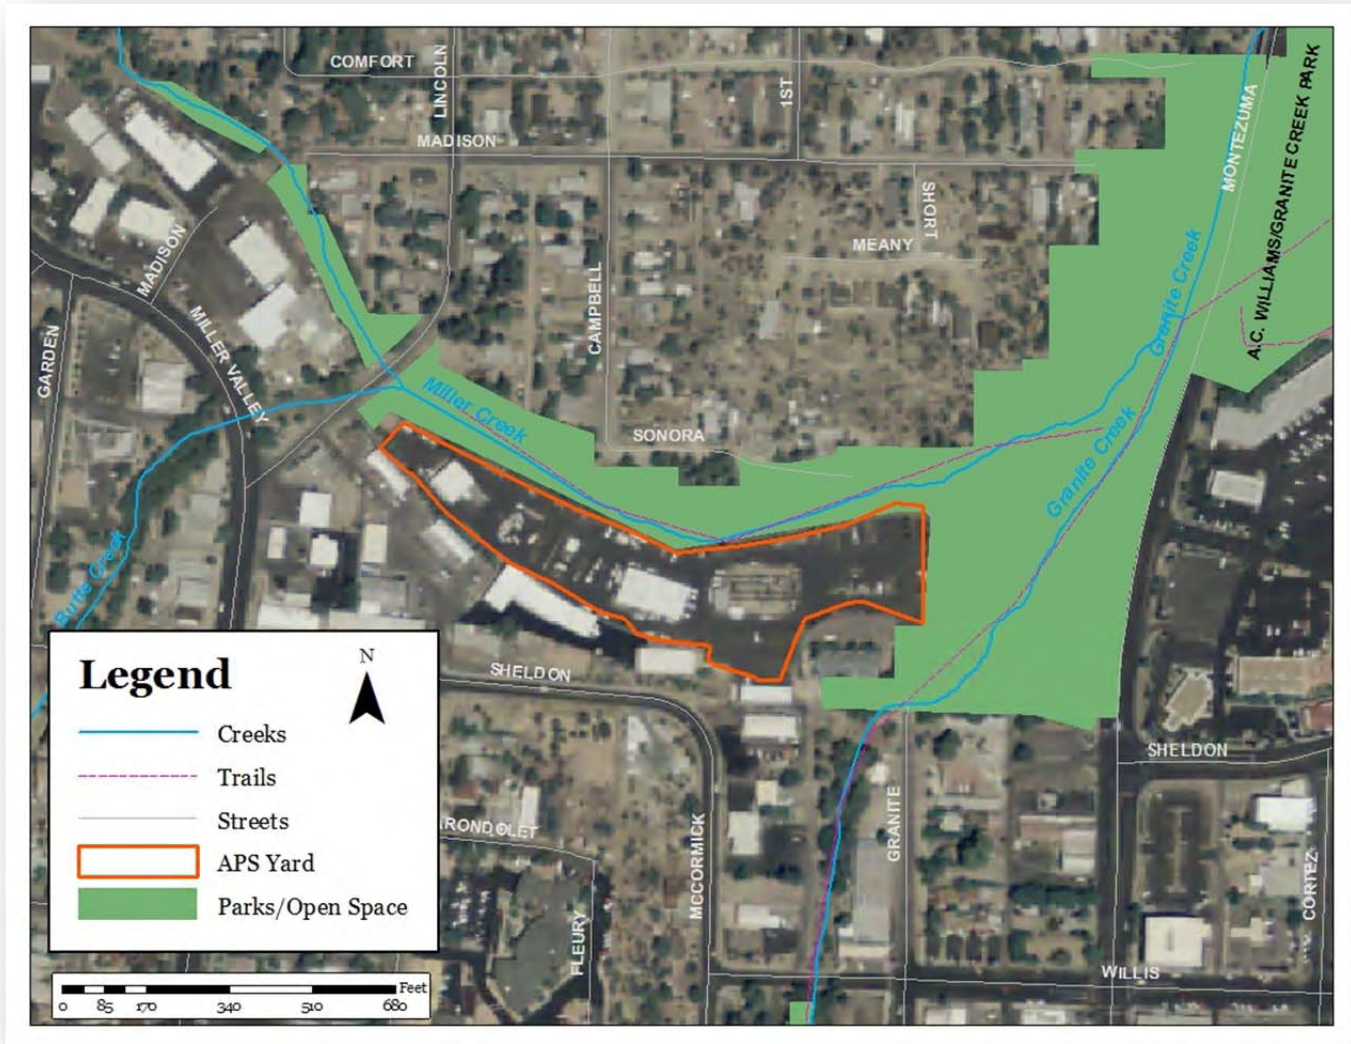 COMFORT
LINCOLN
1ST
MADISON
MONTEZUMA
A.C. WILLIAMS/GRANITE CREEK PARK
SHORT
MEANY
MADISON
Granite Creek
CAMPBELL
GARDEN
MILLER VALLEY
Miller Creek
SONORA
Granite Creek
Butte Creek
SHELDON
SHELDON
RONDOLET
MCCORMICK
GRANITE
CORTEZ
FLEURY
WILLIS
Legend
N
Creeks
Trails
Streets
APS Yard
Parks/Open Space
Feet
0 85 170 340 510 680